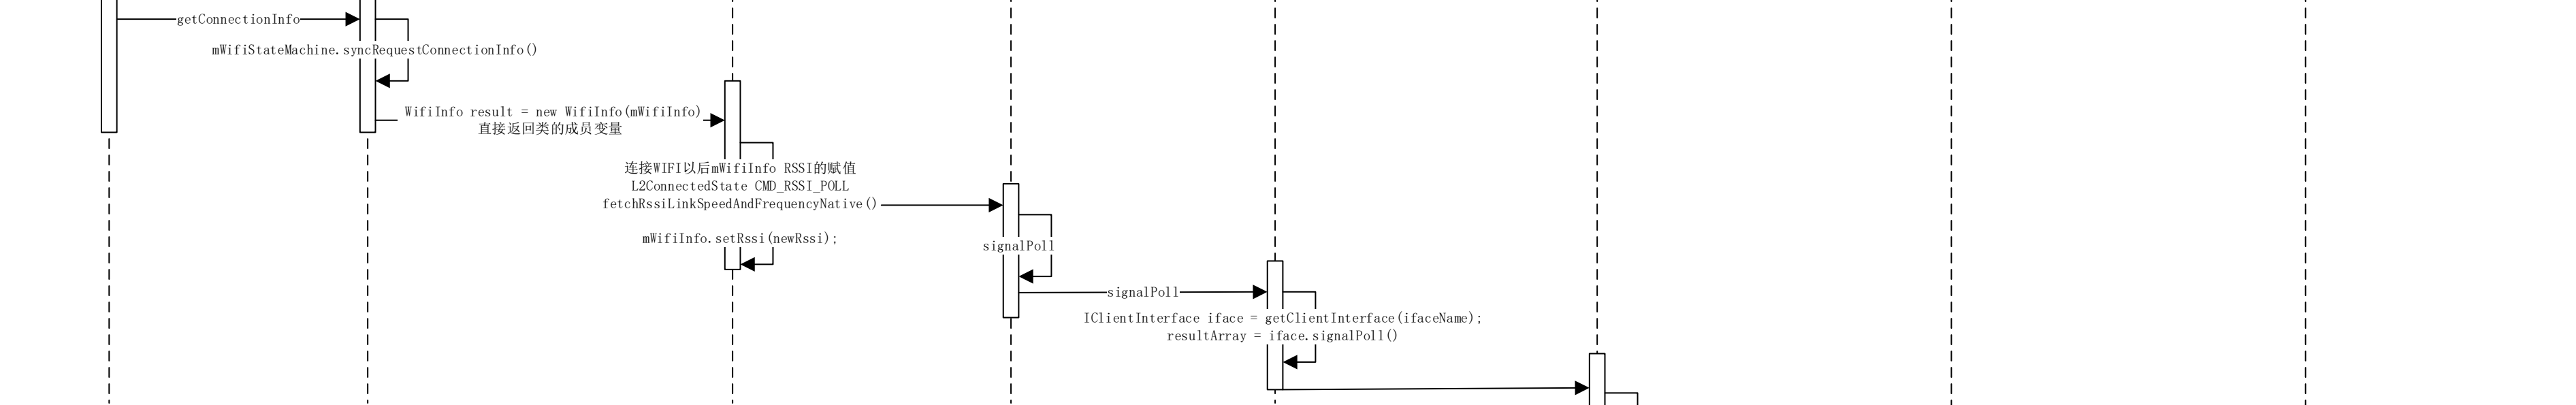 getConnectionInfo
mWifiStateMachine.syncRequestConnectionInfo()
WifiInfo result = new WifiInfo(mWifiInfo)
直接返回类的成员变量
连接WIFI以后mWifiInfo RSSI的赋值
L2ConnectedState CMD_RSSI_POLL
fetchRssiLinkSpeedAndFrequencyNative()
mWifiInfo.setRssi(newRssi);
signalPoll
signalPoll
IClientInterface iface = getClientInterface(ifaceName);
resultArray = iface.signalPoll()